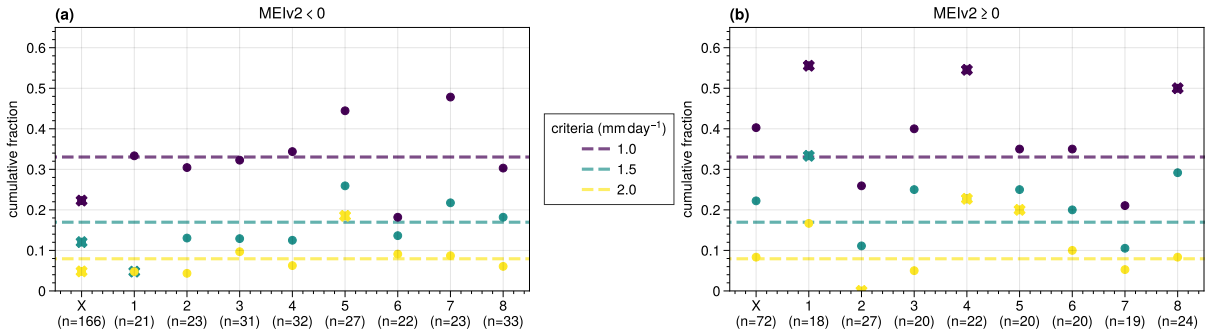 (a) MEIv2 < 0
cumulative fraction
0.6
0.5
0.4
0.3
0.2
0.1
0
X 1 2 3 4 5 6 7 8
(n=166) (n=21) (n=23) (n=31) (n=32) (n=27) (n=22) (n=23) (n=33)
criteria (mm day⁻¹)
1.0
1.5
2.0
(b) MEIv2 ≥ 0
cumulative fraction
0.6
0.5
0.4
0.3
0.2
0.1
0
X 1 2 3 4 5 6 7 8
(n=72) (n=18) (n=27) (n=20) (n=22) (n=20) (n=20) (n=19) (n=24)